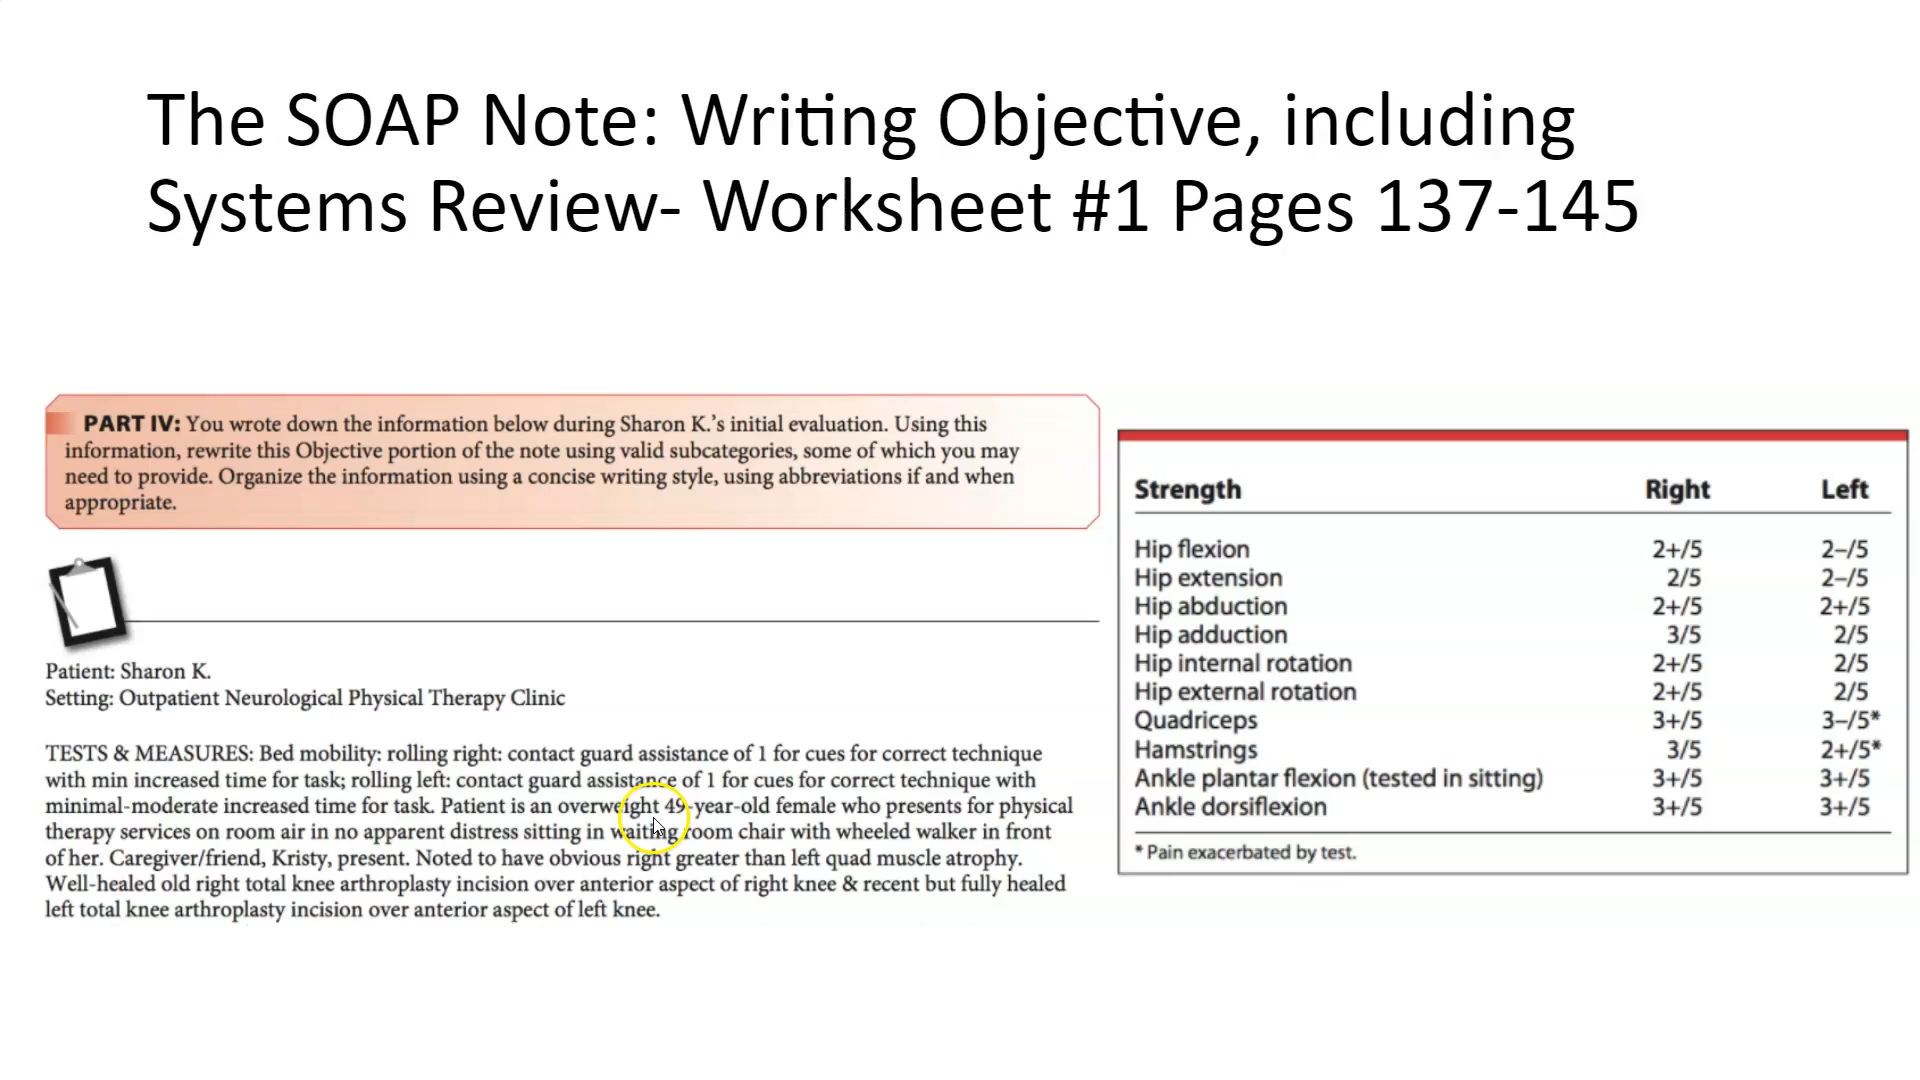 The SOAP Note: Writing Objective, including
Systems Review- Worksheet #1 Pages 137-145
PART IV: You wrote down the information below during Sharon K.'s initial evaluation. Using this
information, rewrite this Objective portion of the note using valid subcategories, some of which you may
need to provide. Organize the information using a concise writing style, using abbreviations if and when
appropriate.
Patient: Sharon K.
Setting: Outpatient Neurological Physical Therapy Clinic
TESTS & MEASURES: Bed mobility: rolling right: contact guard assistance of 1 for cues for correct technique
with min increased time for task; rolling left: contact guard assistance of 1 for cues for correct technique with
minimal-moderate increased time for task. Patient is an overweight 49-year-old female who presents for physical
therapy services on room air in no apparent distress sitting in waiting room chair with wheeled walker in front
of her. Caregiver/friend, Kristy, present. Noted to have obvious right greater than left quad muscle atrophy.
Well-healed old right total knee arthroplasty incision over anterior aspect of right knee & recent but fully healed
left total knee arthroplasty incision over anterior aspect of left knee.
Strength Right Left
Hip flexion 2+/5 2–/5
Hip extension 2/5 2–/5
Hip abduction 2+/5 2+/5
Hip adduction 3/5 2/5
Hip internal rotation 2+/5 2/5
Hip external rotation 2+/5 2/5
Quadriceps 3+/5 3–/5*
Hamstrings 3/5 2+/5*
Ankle plantar flexion (tested in sitting) 3+/5 3+/5
Ankle dorsiflexion 3+/5 3+/5
* Pain exacerbated by test.